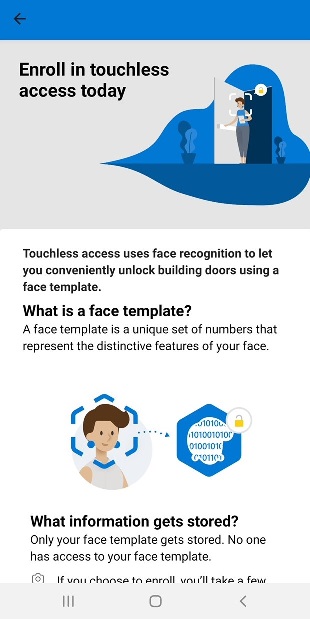 Enroll in touchless
access today
Touchless access uses face recognition to let
you conveniently unlock building doors using a
face template.
What is a face template?
A face template is a unique set of numbers that
represent the distinctive features of your face.
What information gets stored?
Only your face template gets stored. No one
has access to your face template.
If you choose to enroll, you'll take a few